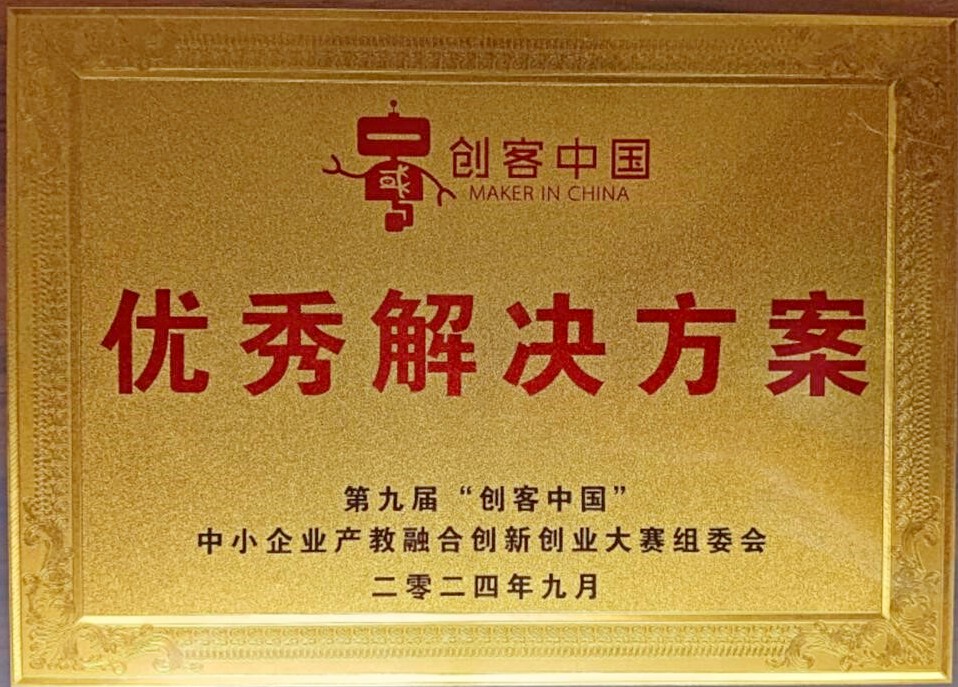 创客中国
MAKER IN CHINA
优秀解决方案
第九届“创客中国”
中小企业产教融合创新创业大赛组委会
二零二四年九月